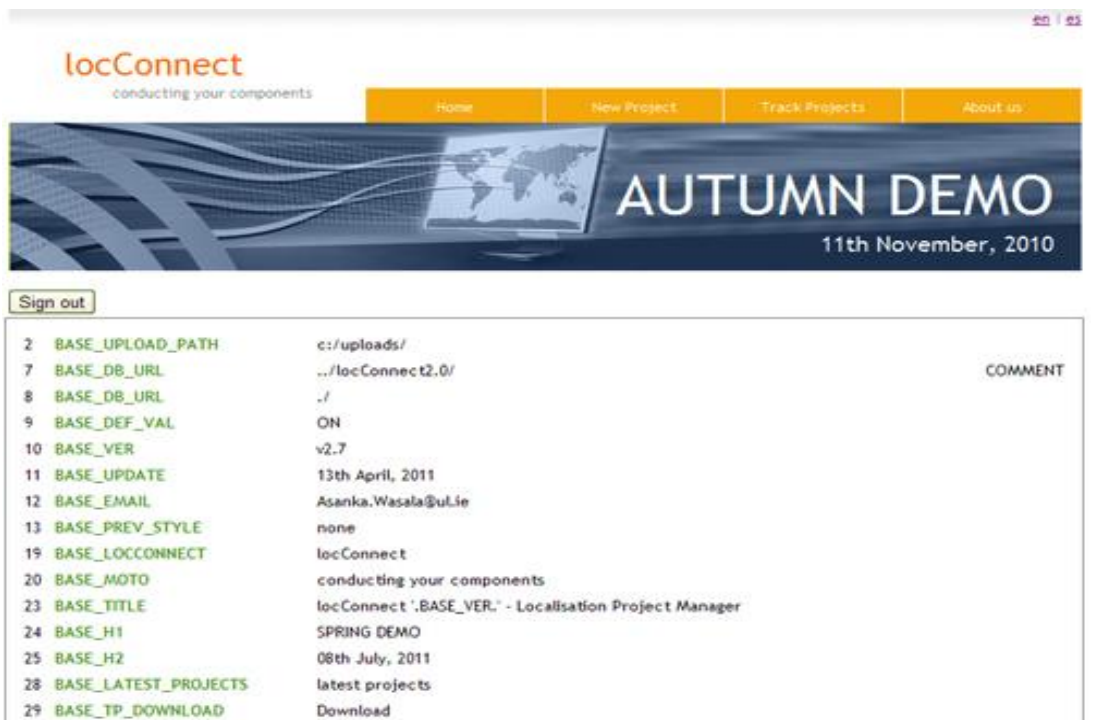 en | es
locConnect
conducting your components
Home New Project Track Projects About us
AUTUMN DEMO
11th November, 2010
Sign out
2 BASE_UPLOAD_PATH c:/uploads/
7 BASE_DB_URL ../locConnect2.0/ COMMENT
8 BASE_DB_URL ./
9 BASE_DEF_VAL ON
10 BASE_VER v2.7
11 BASE_UPDATE 13th April, 2011
12 BASE_EMAIL Asanka.Wasala@ul.ie
13 BASE_PREV_STYLE none
19 BASE_LOCCONNECT locConnect
20 BASE_MOTO conducting your components
23 BASE_TITLE locConnect '.BASE_VER.' - Localisation Project Manager
24 BASE_H1 SPRING DEMO
25 BASE_H2 08th July, 2011
28 BASE_LATEST_PROJECTS latest projects
29 BASE_TP_DOWNLOAD Download